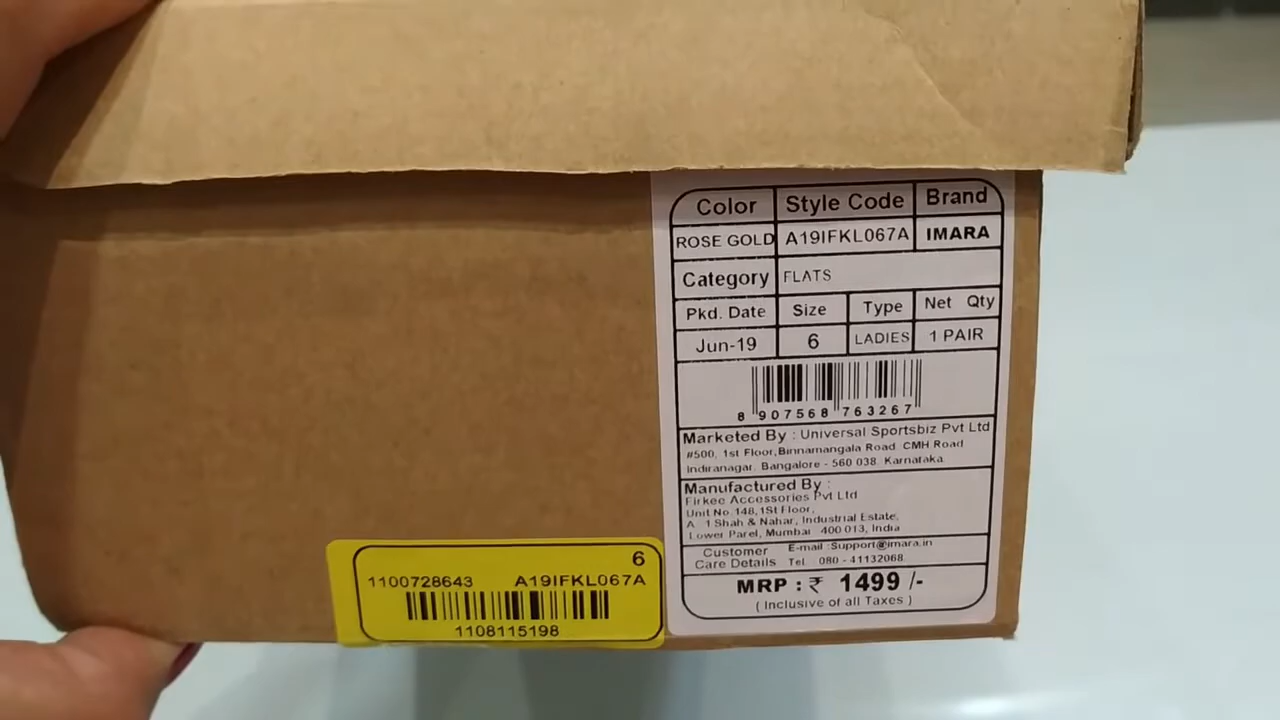 Color Style Code Brand
ROSE GOLD A19IFKL067A IMARA
Category FLATS
Pkd. Date Size Type Net Qty
Jun-19 6 LADIES 1 PAIR
8 907568 763267
Marketed By : Universal Sportsbiz Pvt Ltd
#500, 1st Floor,Binnamangala Road CMH Road
Indiranagar, Bangalore - 560 038 Karnataka.
Manufactured By :
Firkee Accessories Pvt Ltd
Unit No.148,1St Floor,
A 1 Shah & Nahar, Industrial Estate,
Lower Parel, Mumbai 400 013, India
Customer Care Details
E-mail :Support@imara.in
Tel. 080 - 41132068.
MRP : ₹ 1499 /-
( Inclusive of all Taxes )
6
1100728643 A19IFKL067A
1108115198